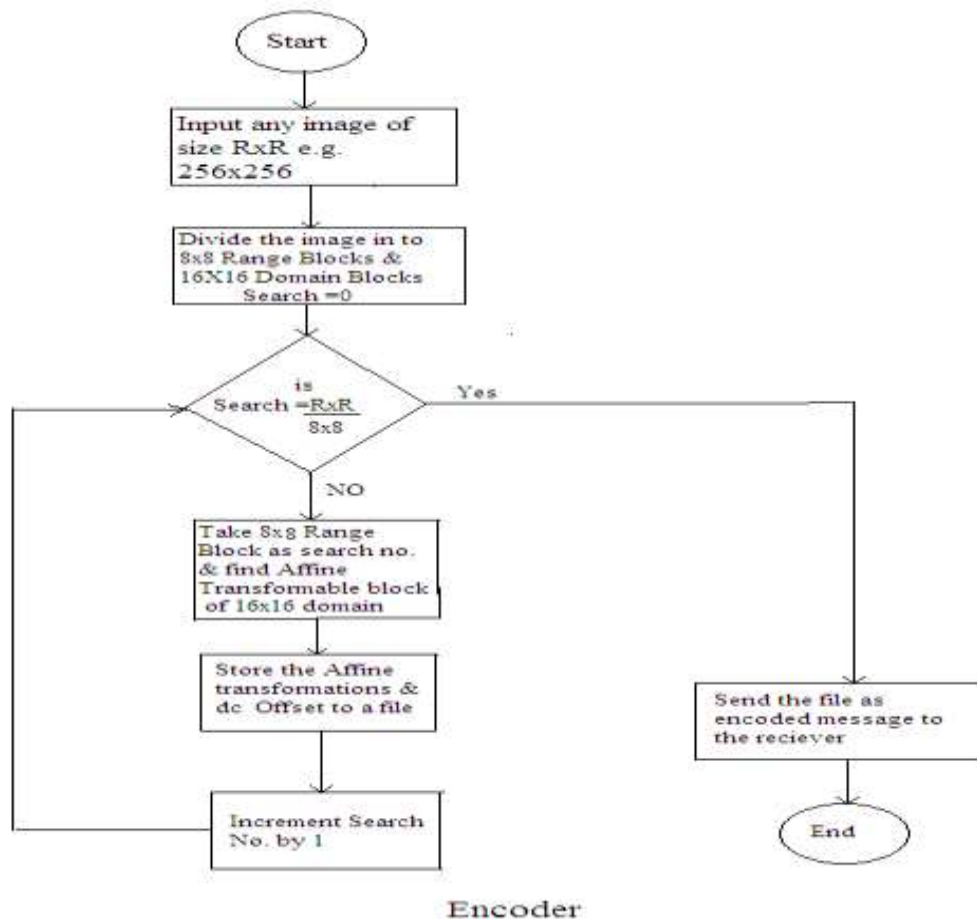 Start
Input any image of
size RxR e.g.
256x256
Divide the image in to
8x8 Range Blocks &
16X16 Domain Blocks
Search =0
is
Search =RxR
8x8
Yes
NO
Take 8x8 Range
Block as search no.
& find Affine
Transformable block
of 16x16 domain
Store the Affine
transformations &
dc Offset to a file
Increment Search
No. by 1
Send the file as
encoded message to
the reciever
End
Encoder